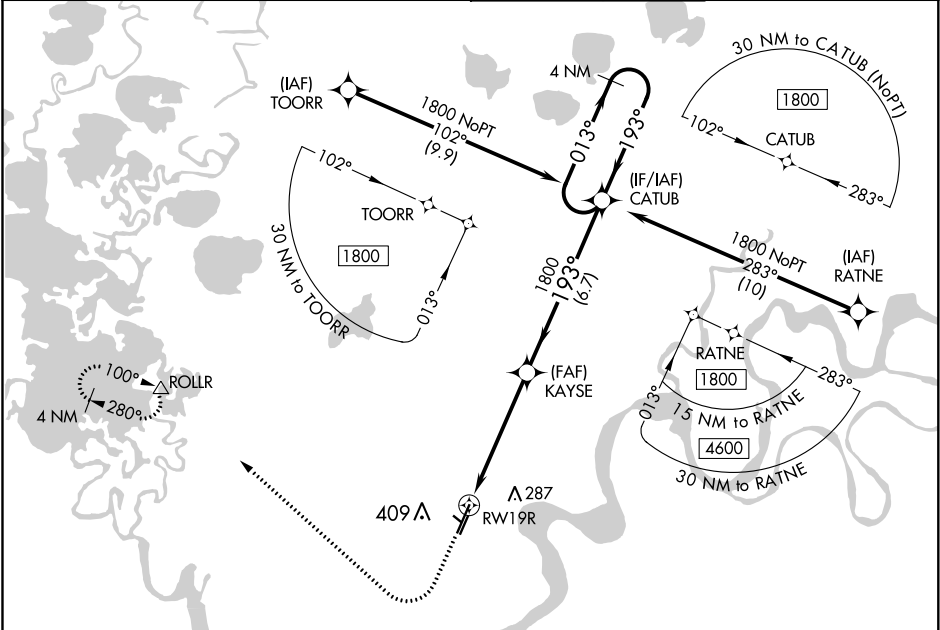 (IAF)
TOORR
1800 NoPT
102°
(9.9)
4 NM
013°
193°
(IF/IAF)
CATUB
30 NM to CATUB (NoPT)
1800
102°
CATUB
283°
102°
TOORR
1800
30 NM to TOORR
013°
1800
193°
(6.7)
1800 NoPT
283°
(10)
(IAF)
RATNE
RATNE
1800
283°
013°
15 NM to RATNE
4600
30 NM to RATNE
(FAF)
KAYSE
100°
ROLLR
4 NM
280°
409
287
RW19R